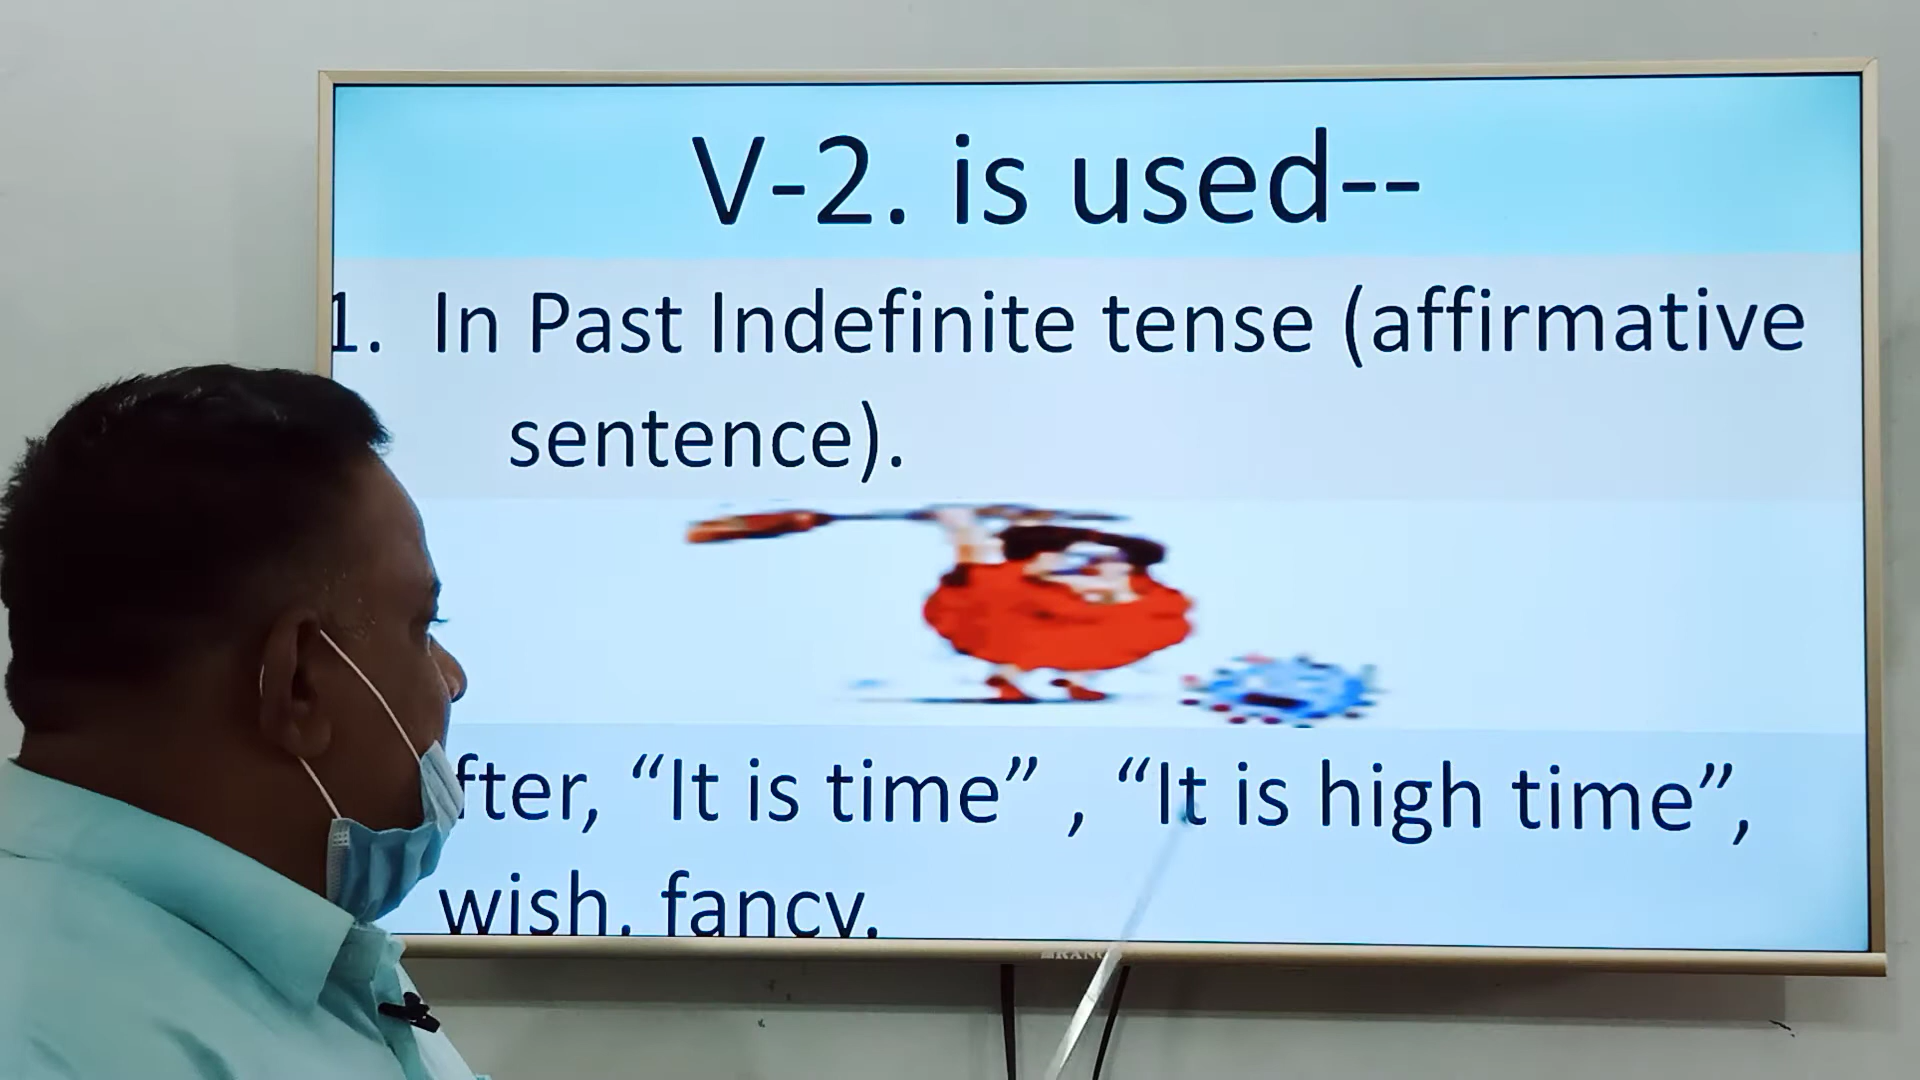 V-2. is used--
1. In Past Indefinite tense (affirmative
sentence).
fter, “It is time” , “It is high time”,
wish, fancy,